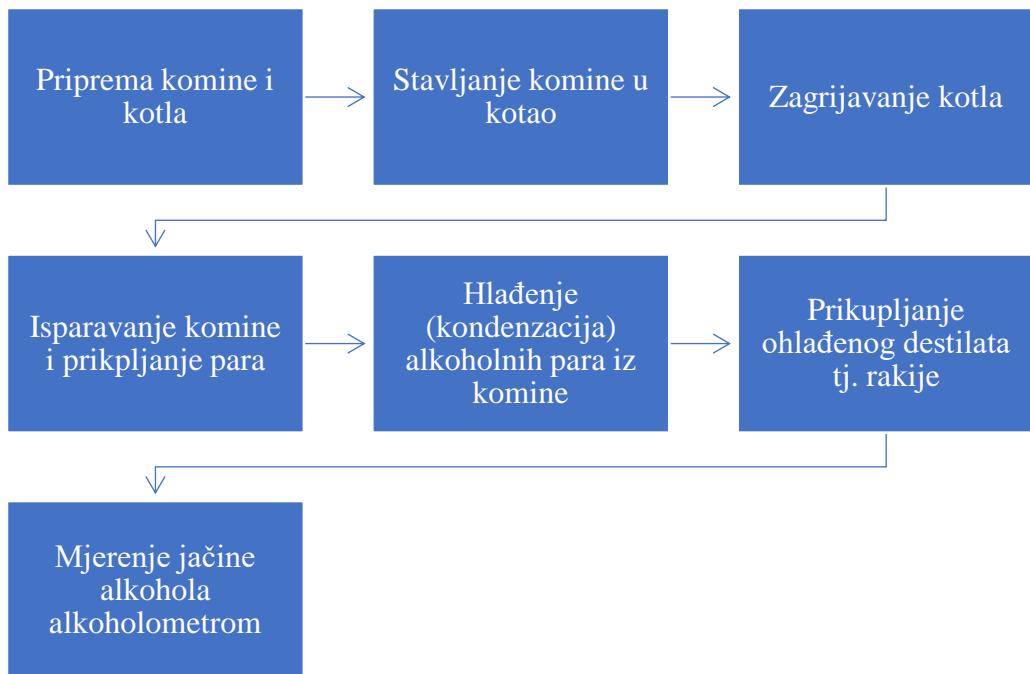 Priprema komine i
kotla
Stavljanje komine u
kotao
Zagrijavanje kotla
Isparavanje komine
i prikpljanje para
Hlađenje
(kondenzacija)
alkoholnih para iz
komine
Prikupljanje
ohlađenog destilata
tj. rakije
Mjerenje jačine
alkohola
alkoholometrom